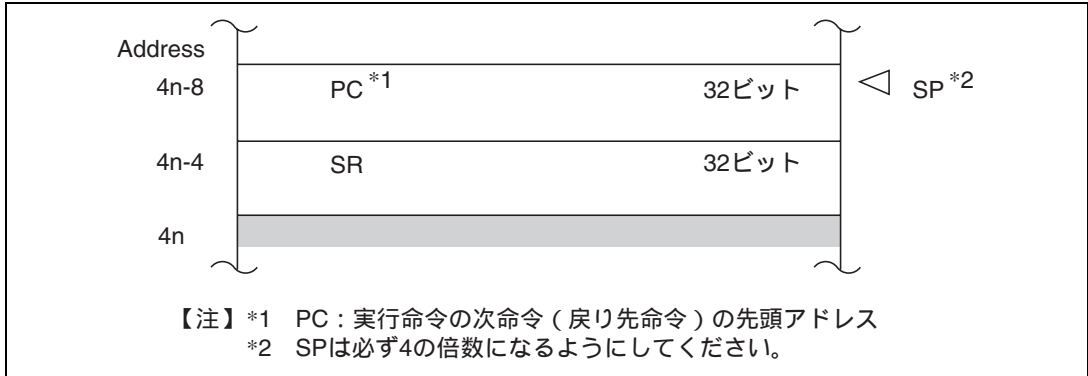 Address
4n-8 PC*1 32ビット SP*2
4n-4 SR 32ビット
4n
【注】*1 PC:実行命令の次命令(戻り先命令)の先頭アドレス
*2 SPは必ず4の倍数になるようにしてください。